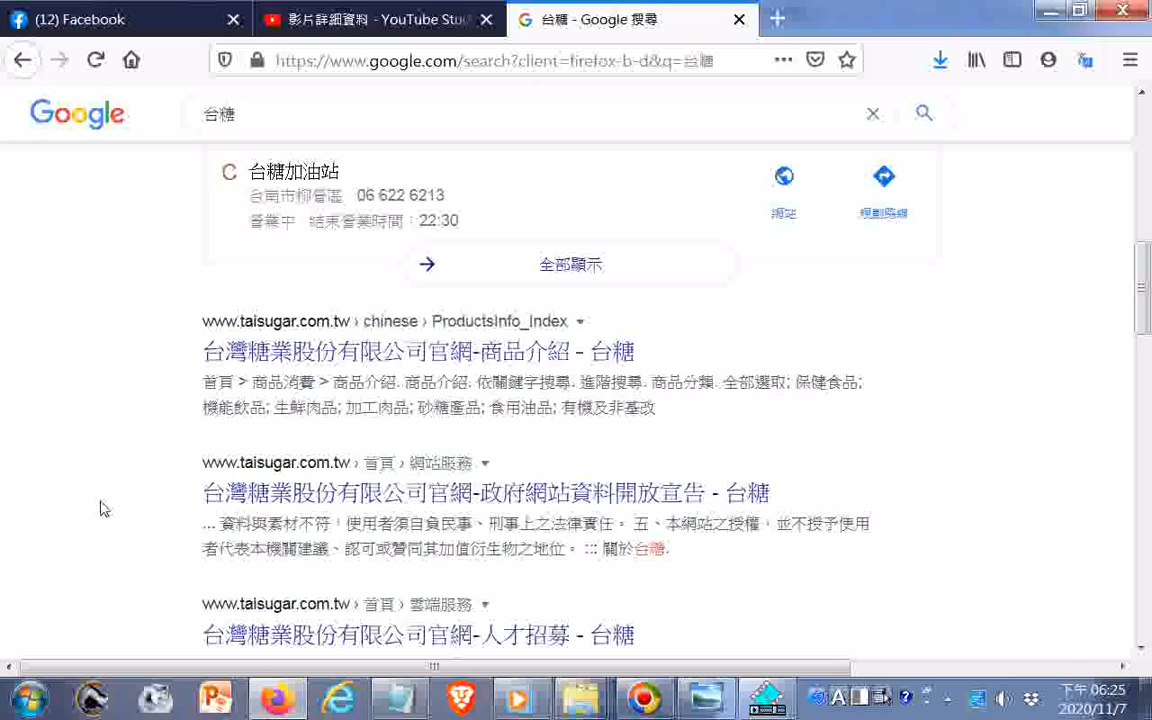 (12) Facebook
影片詳細資料 - YouTube Stu
台糖 - Google 搜尋
https://www.google.com/search?client=firefox-b-d&q=台糖
Google
台糖
台糖加油站
台南市柳營區 06 622 6213
營業中 結束營業時間：22:30
網站
規劃路線
全部顯示
www.taisugar.com.tw › chinese › ProductsInfo_Index
台灣糖業股份有限公司官網-商品介紹 - 台糖
首頁 > 商品消費 > 商品介紹. 商品介紹. 依關鍵字搜尋. 進階搜尋. 商品分類. 全部選取; 保健食品;
機能飲品; 生鮮肉品; 加工肉品; 砂糖產品; 食用油品; 有機及非基改
www.taisugar.com.tw › 首頁 › 網站服務
台灣糖業股份有限公司官網-政府網站資料開放宣告 - 台糖
... 資料與素材不符，使用者須自負民事、刑事上之法律責任。 五、本網站之授權，並不授予使用
者代表本機關建議、認可或贊同其加值衍生物之地位。 ::: 關於台糖.
www.taisugar.com.tw › 首頁 › 雲端服務
台灣糖業股份有限公司官網-人才招募 - 台糖
下午 06:25
2020/11/7